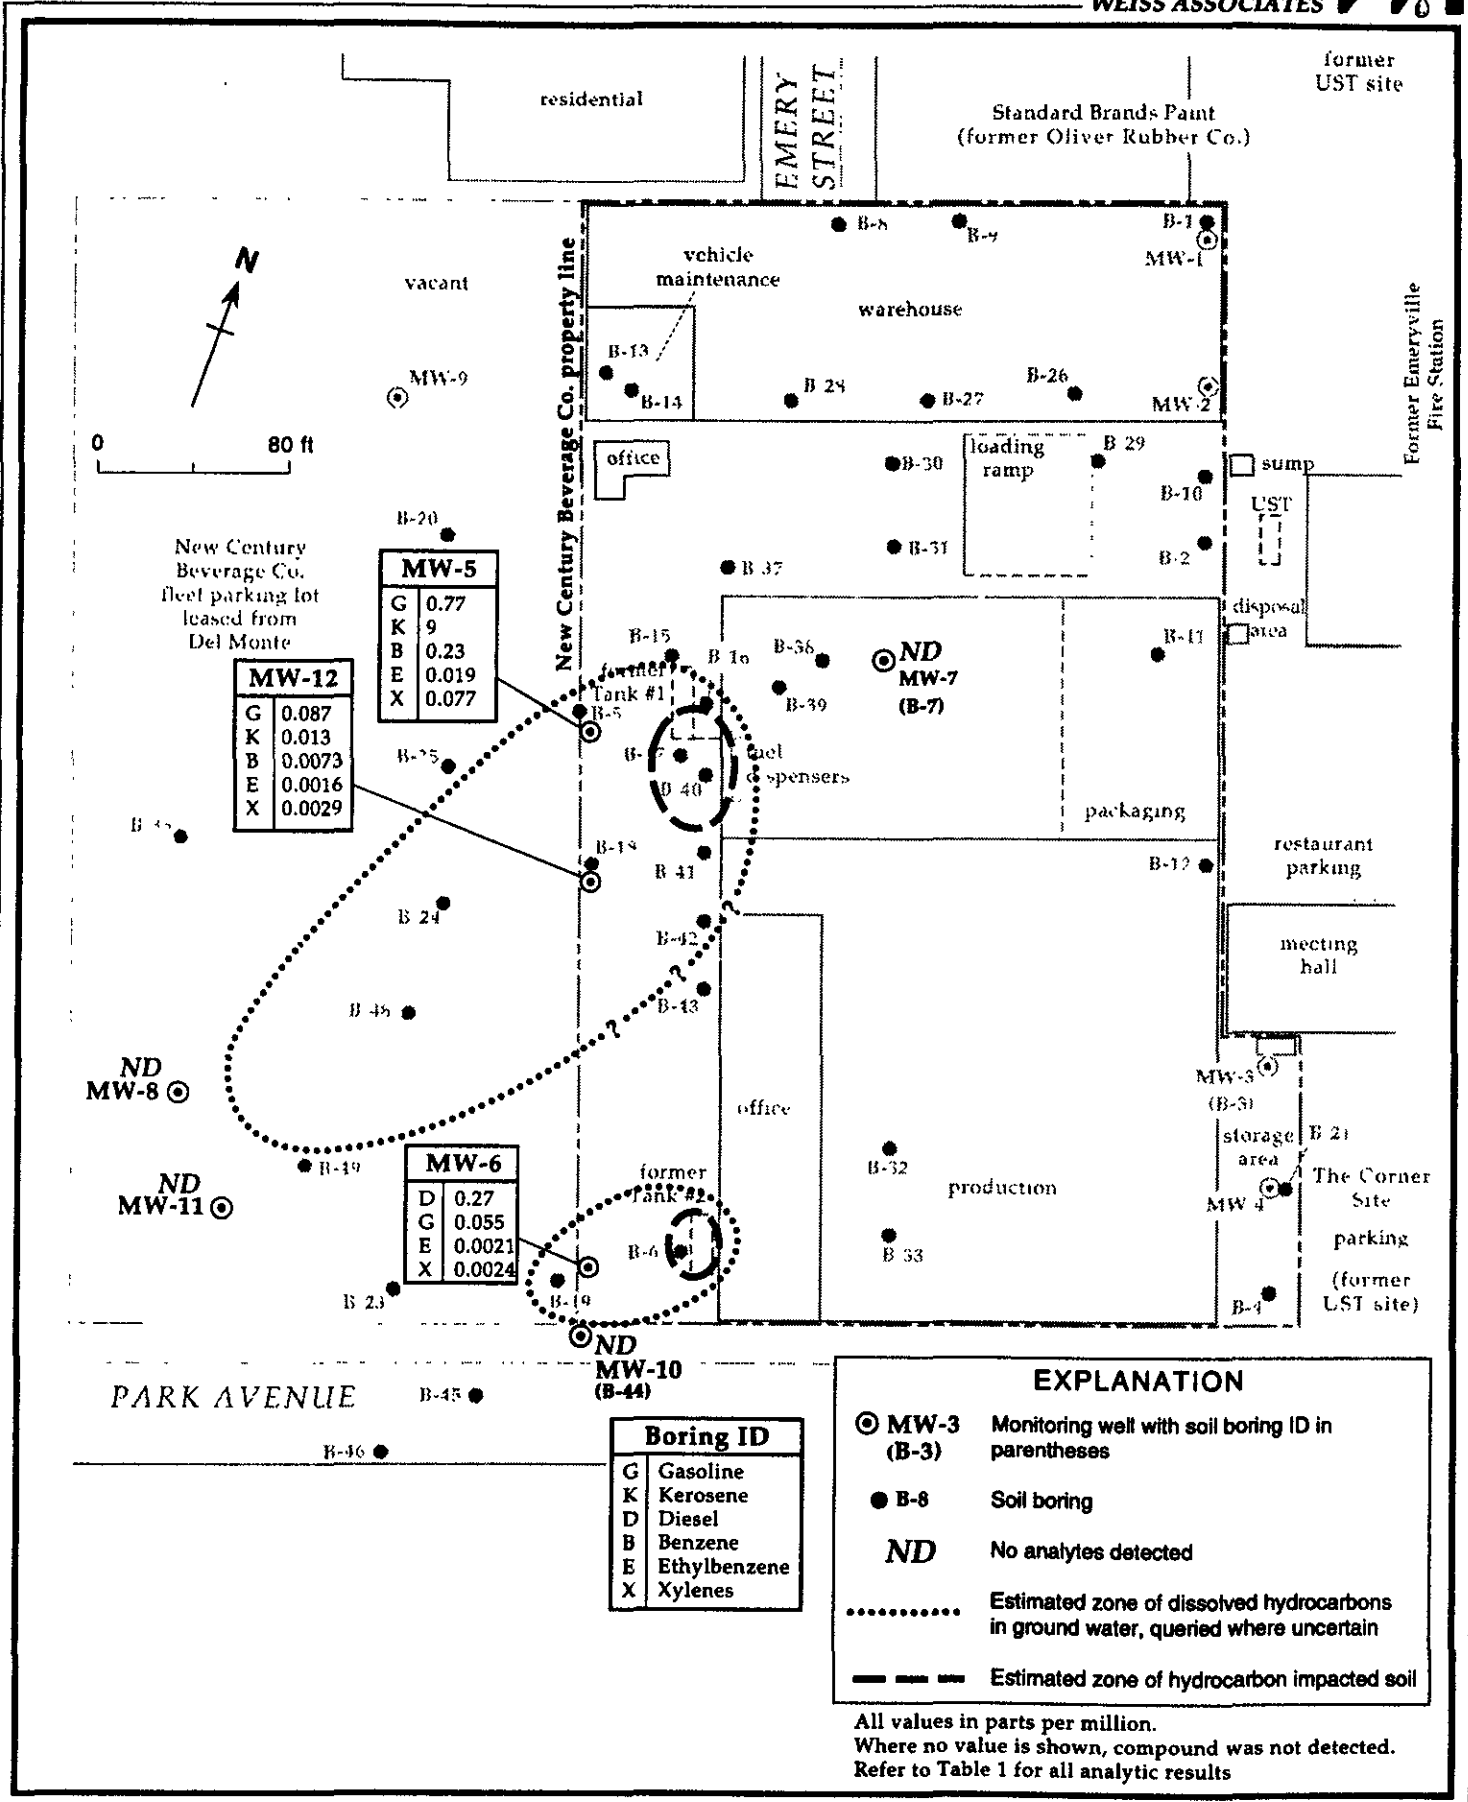 WEISS ASSOCIATES
former
UST site
residential
EMERY
STREET
Standard Brands Paint
(former Oliver Rubber Co.)
N
vacant
New Century Beverage Co. property line
vehicle
maintenance
warehouse
B-8
B-9
B-1
MW-1
Former Emeryville
Fire Station
MW-9
B-13
B-14
B 28
B-27
B-26
MW-2
0
80 ft
office
B-30
loading
ramp
B 29
B-10
sump
UST
B-20
New Century
Beverage Co.
fleet parking lot
leased from
Del Monte
B-31
B-2
B 37
disposal
area
MW-5
G 0.77
K 9
B 0.23
E 0.019
X 0.077
B-15
B 16
B-38
ND
MW-7
(B-7)
B-11
former
Tank #1
B-39
B-5
MW-12
G 0.087
K 0.013
B 0.0073
E 0.0016
X 0.0029
B-17
fuel
dispensers
B 40
packaging
B-18
B 41
B-12
restaurant
parking
B 24
B-42
?
meeting
hall
?
B-43
B 48
?
ND
MW-8
MW-3
(B-3)
office
storage
area
B 21
B-32
production
The Corner
Site
MW 4
B-49
ND
MW-11
MW-6
D 0.27
G 0.055
E 0.0021
X 0.0024
former
Tank #2
B-6
B 33
parking
(former
UST site)
B 23
B-19
B-4
ND
MW-10
(B-44)
PARK AVENUE
B-45
B-46
Boring ID
G Gasoline
K Kerosene
D Diesel
B Benzene
E Ethylbenzene
X Xylenes
EXPLANATION
MW-3 Monitoring well with soil boring ID in
(B-3) parentheses
B-8 Soil boring
ND No analytes detected
Estimated zone of dissolved hydrocarbons
in ground water, queried where uncertain
Estimated zone of hydrocarbon impacted soil
All values in parts per million.
Where no value is shown, compound was not detected.
Refer to Table 1 for all analytic results